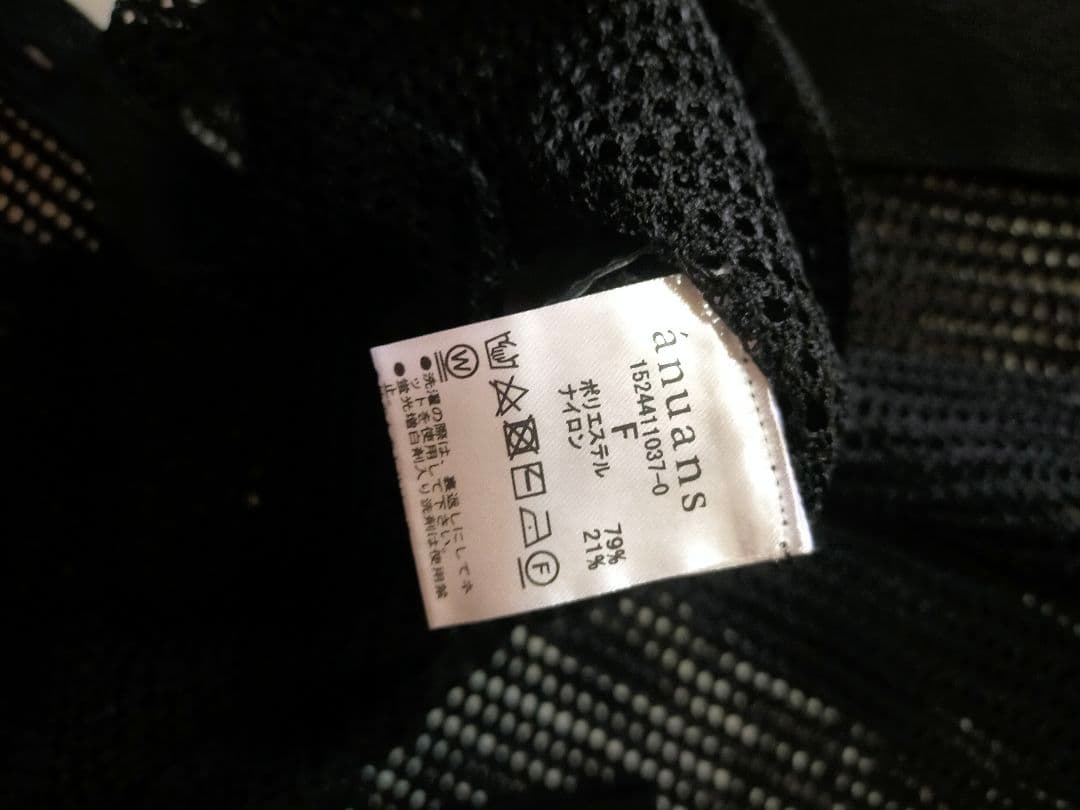 ánuans
1524411037-0
F
ポリエステル 79%
ナイロン 21%
F
W
●洗濯の際は、裏返しにしてネ
ットを使用して下さい。
●蛍光増白剤入り洗剤は使用禁
止。